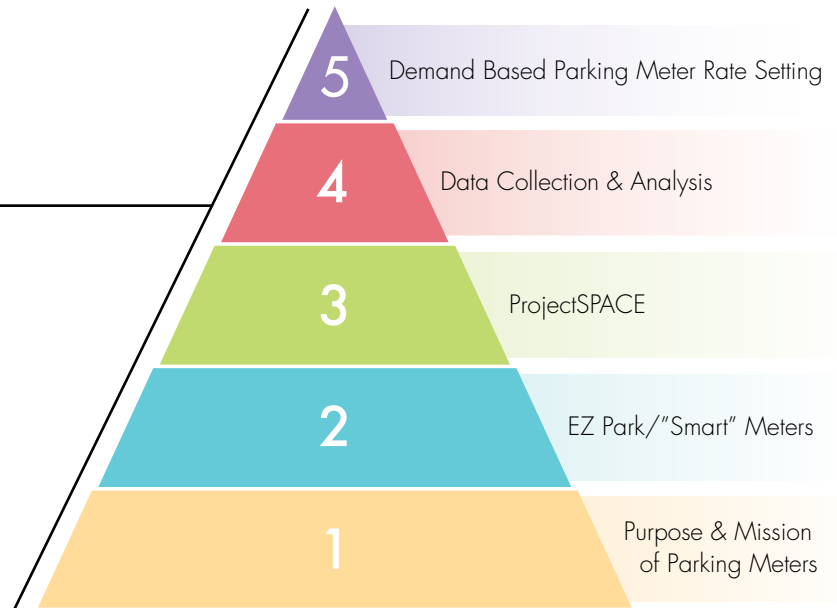 5
Demand Based Parking Meter Rate Setting
4
Data Collection & Analysis
3
ProjectSPACE
2
EZ Park/”Smart” Meters
1
Purpose & Mission
of Parking Meters